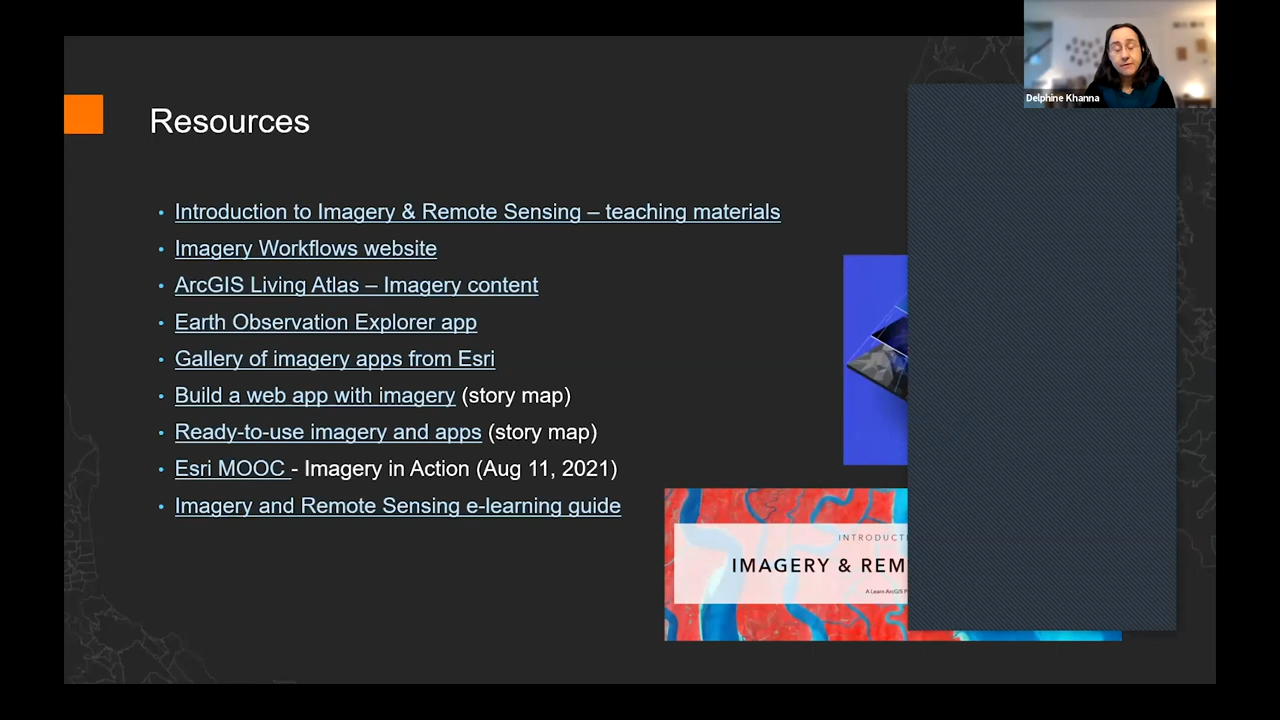 Delphine Khanna
Resources
• Introduction to Imagery & Remote Sensing – teaching materials
• Imagery Workflows website
• ArcGIS Living Atlas – Imagery content
• Earth Observation Explorer app
• Gallery of imagery apps from Esri
• Build a web app with imagery (story map)
• Ready-to-use imagery and apps (story map)
• Esri MOOC - Imagery in Action (Aug 11, 2021)
• Imagery and Remote Sensing e-learning guide
INTRODUCT
IMAGERY & REM
A Learn ArcGIS P